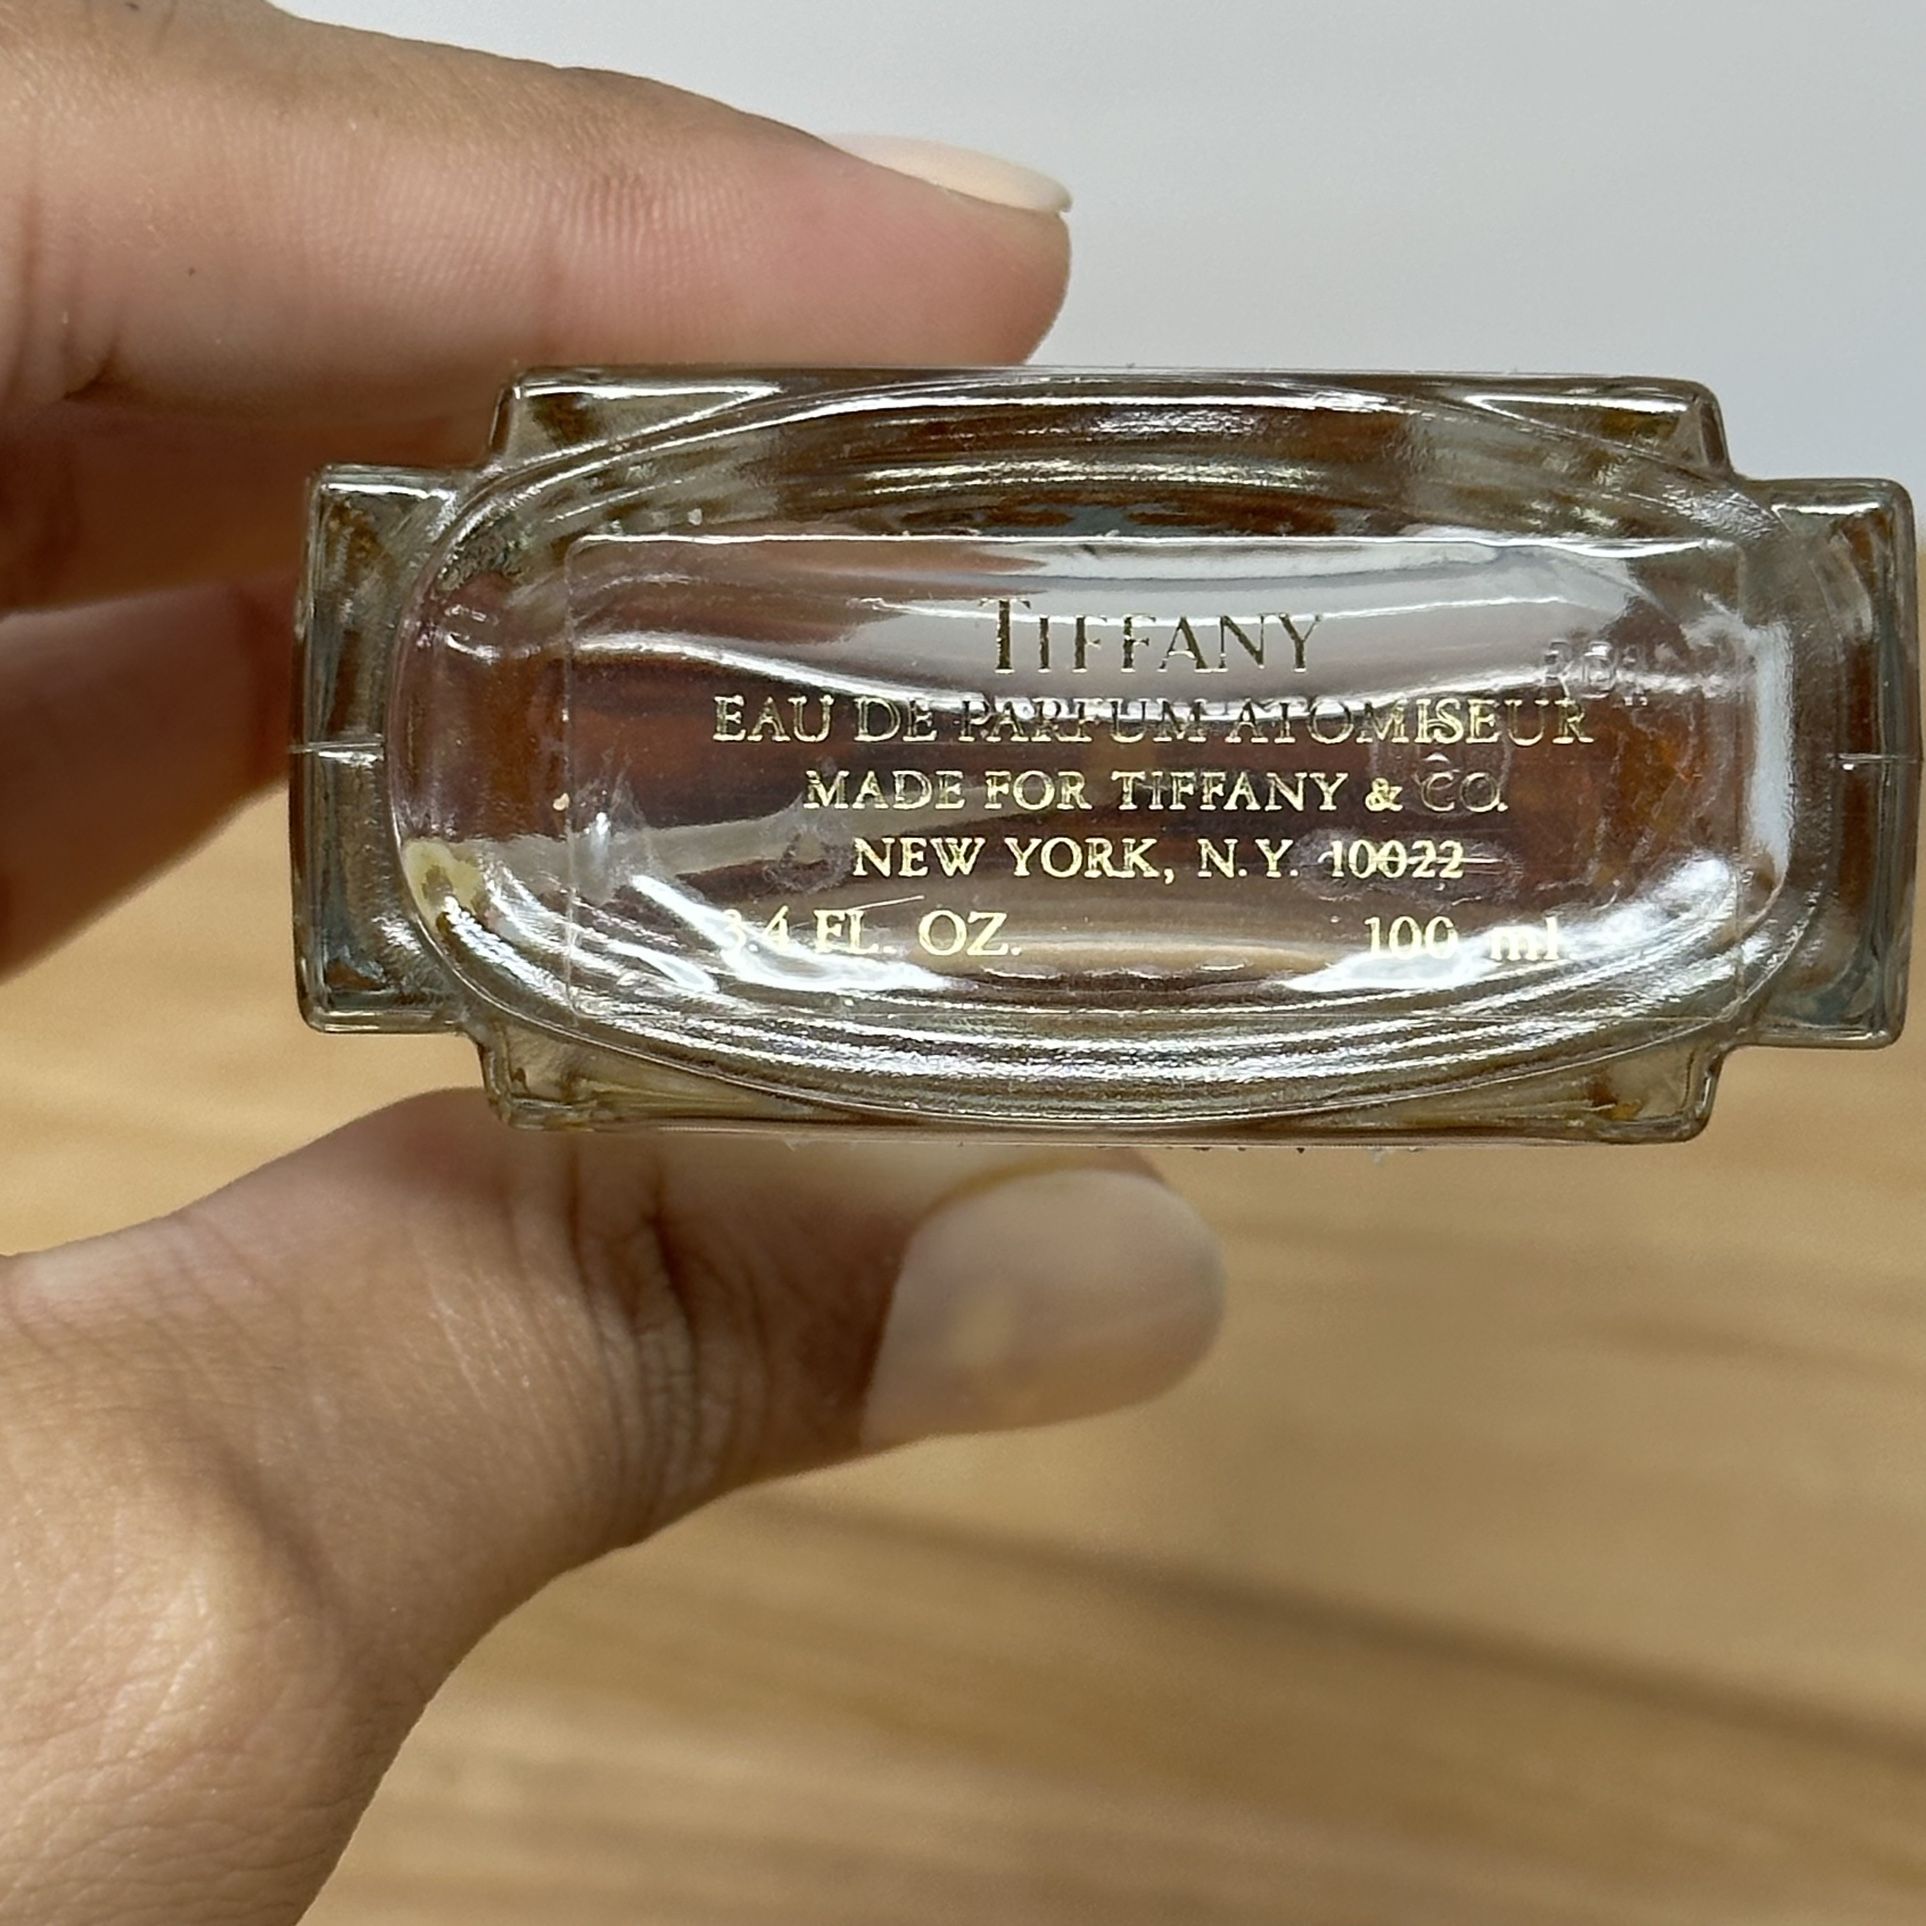 TIFFANY
EAU DE PARFUM ATOMISEUR
MADE FOR TIFFANY & CO.
NEW YORK, N.Y. 10022
3.4 FL. OZ. 100 ml